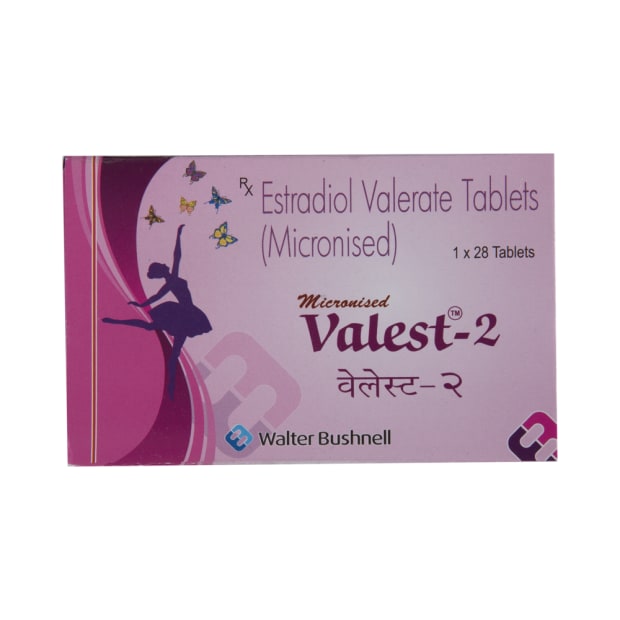 Rx Estradiol Valerate Tablets
(Micronised) 1 x 28 Tablets
Micronised
Valest™-2
वेलेस्ट-२
Walter Bushnell